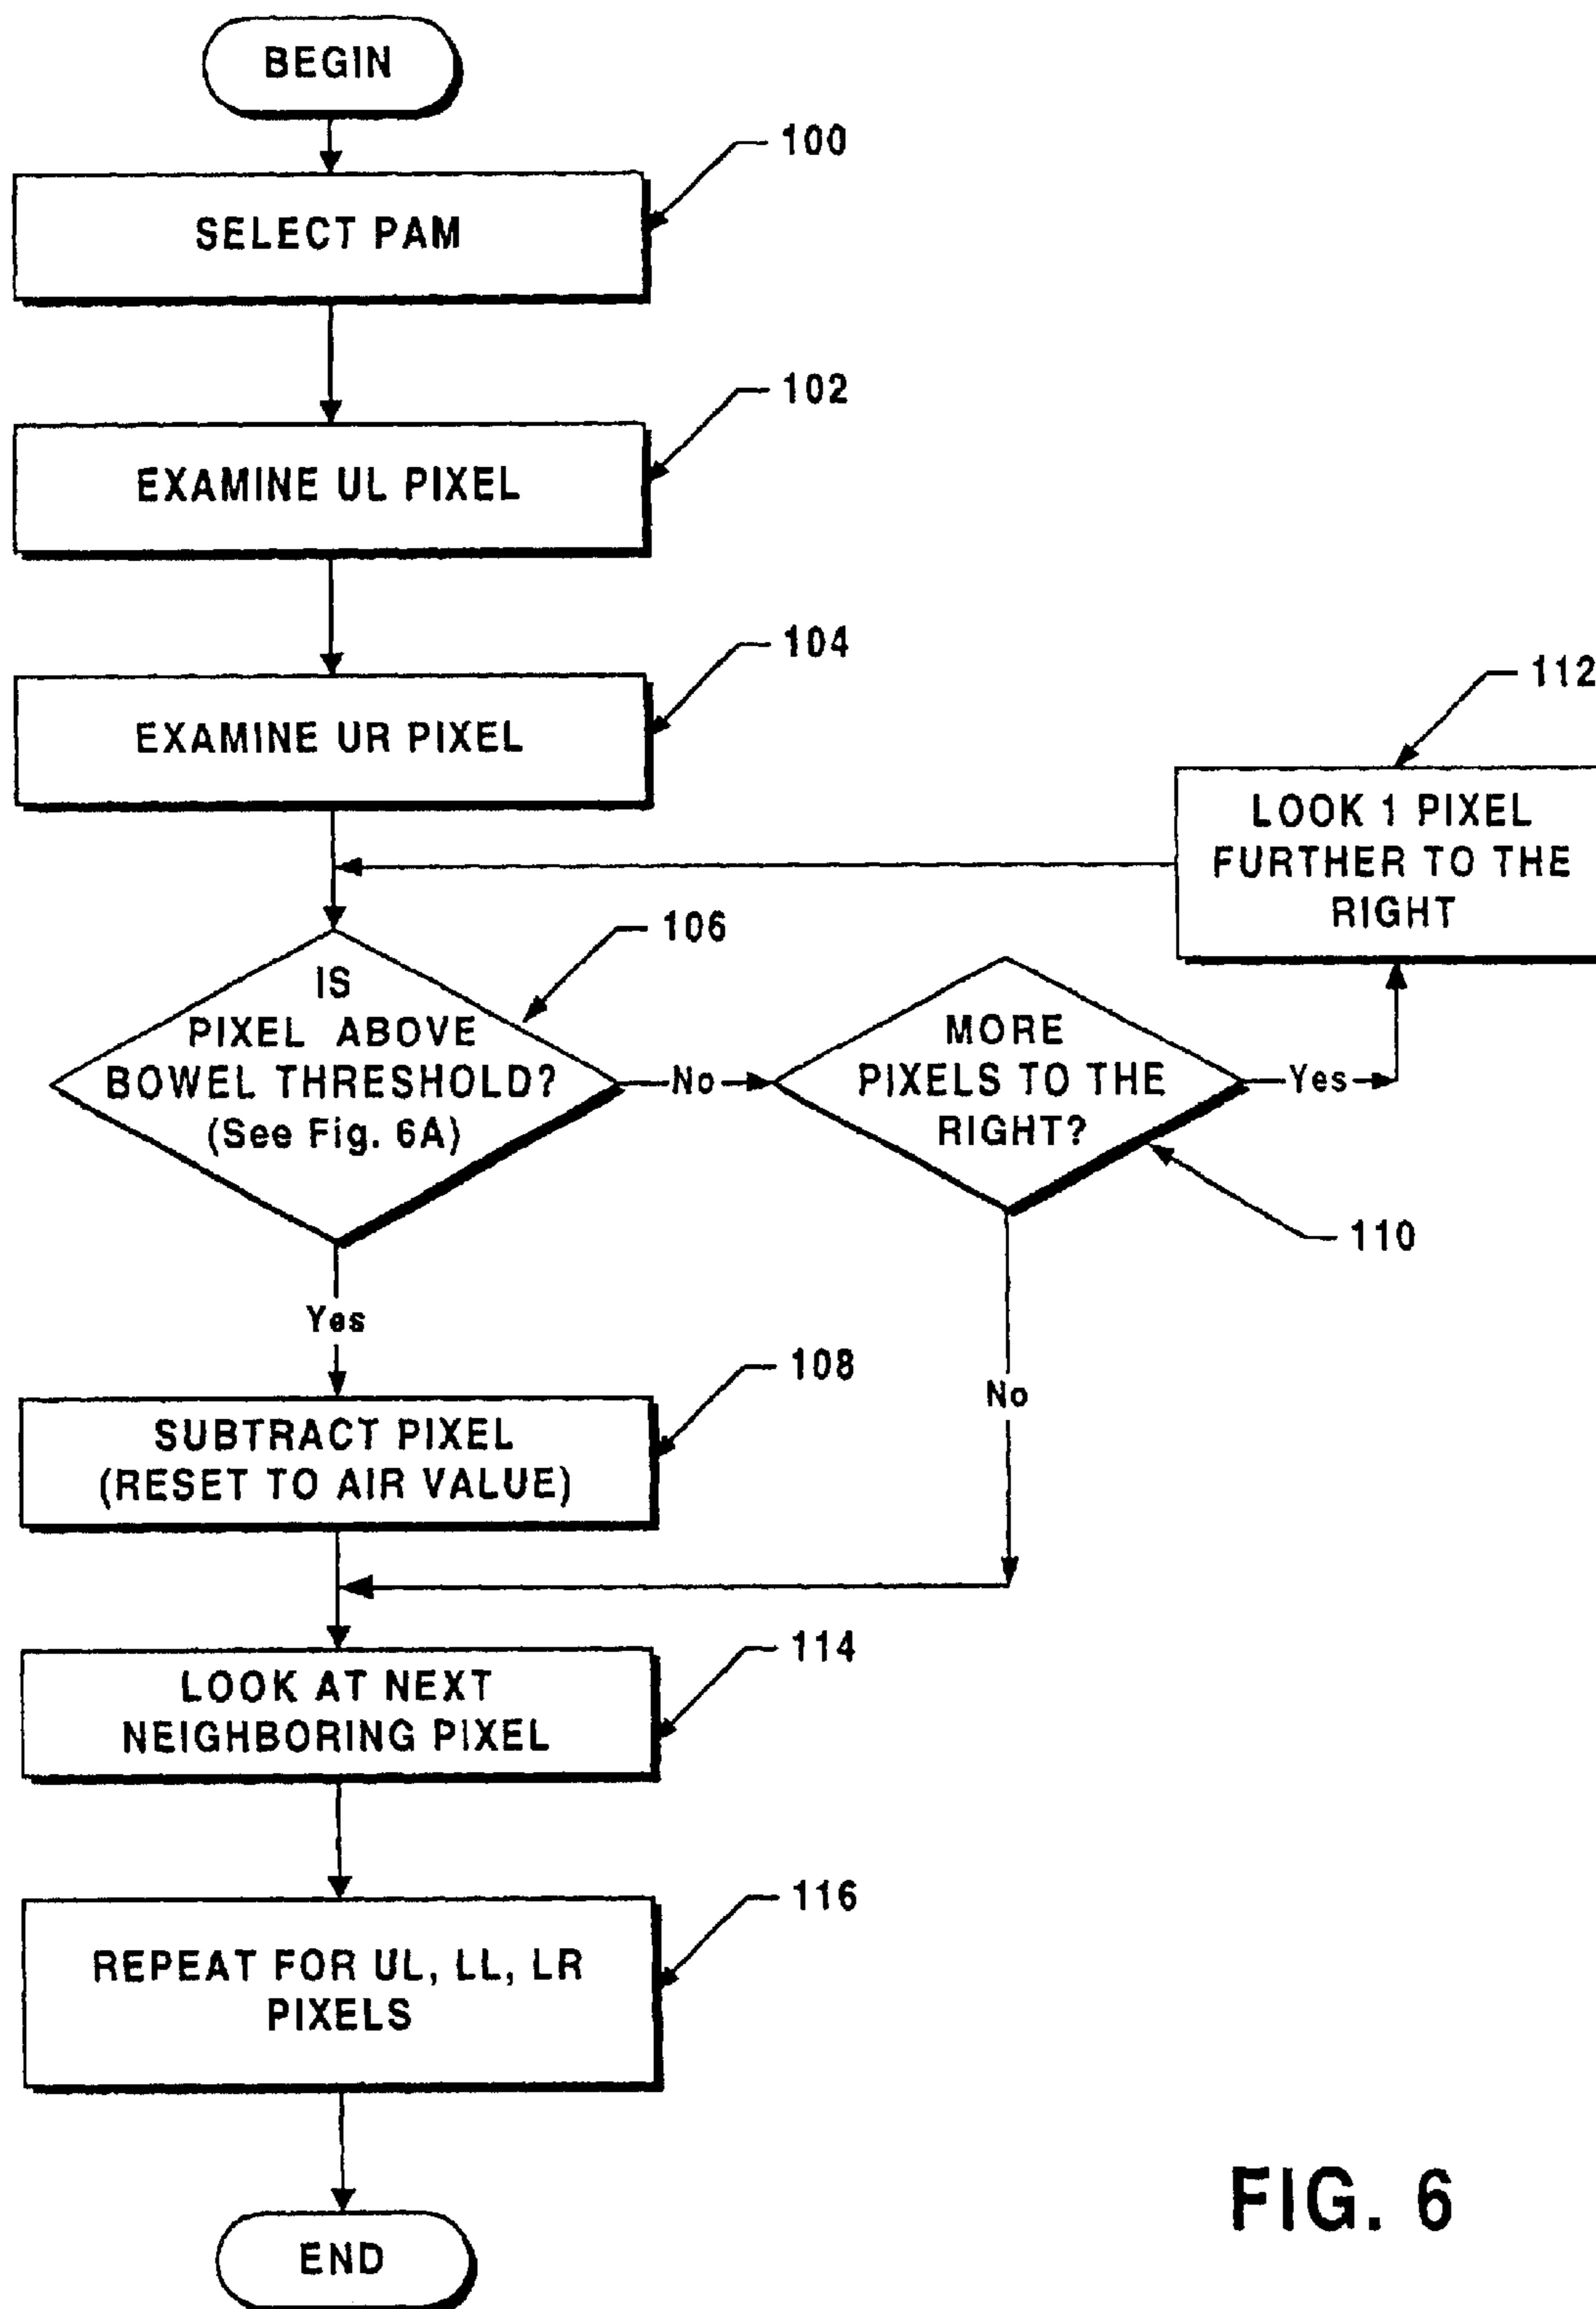 BEGIN
100
SELECT PAM
102
EXAMINE UL PIXEL
104
EXAMINE UR PIXEL
112
LOOK 1 PIXEL
FURTHER TO THE
RIGHT
106
IS
PIXEL ABOVE
BOWEL THRESHOLD?
(See Fig. 6A)
No
MORE
PIXELS TO THE
RIGHT?
Yes
110
Yes
No
108
SUBTRACT PIXEL
(RESET TO AIR VALUE)
114
LOOK AT NEXT
NEIGHBORING PIXEL
116
REPEAT FOR UL, LL, LR
PIXELS
END
FIG. 6